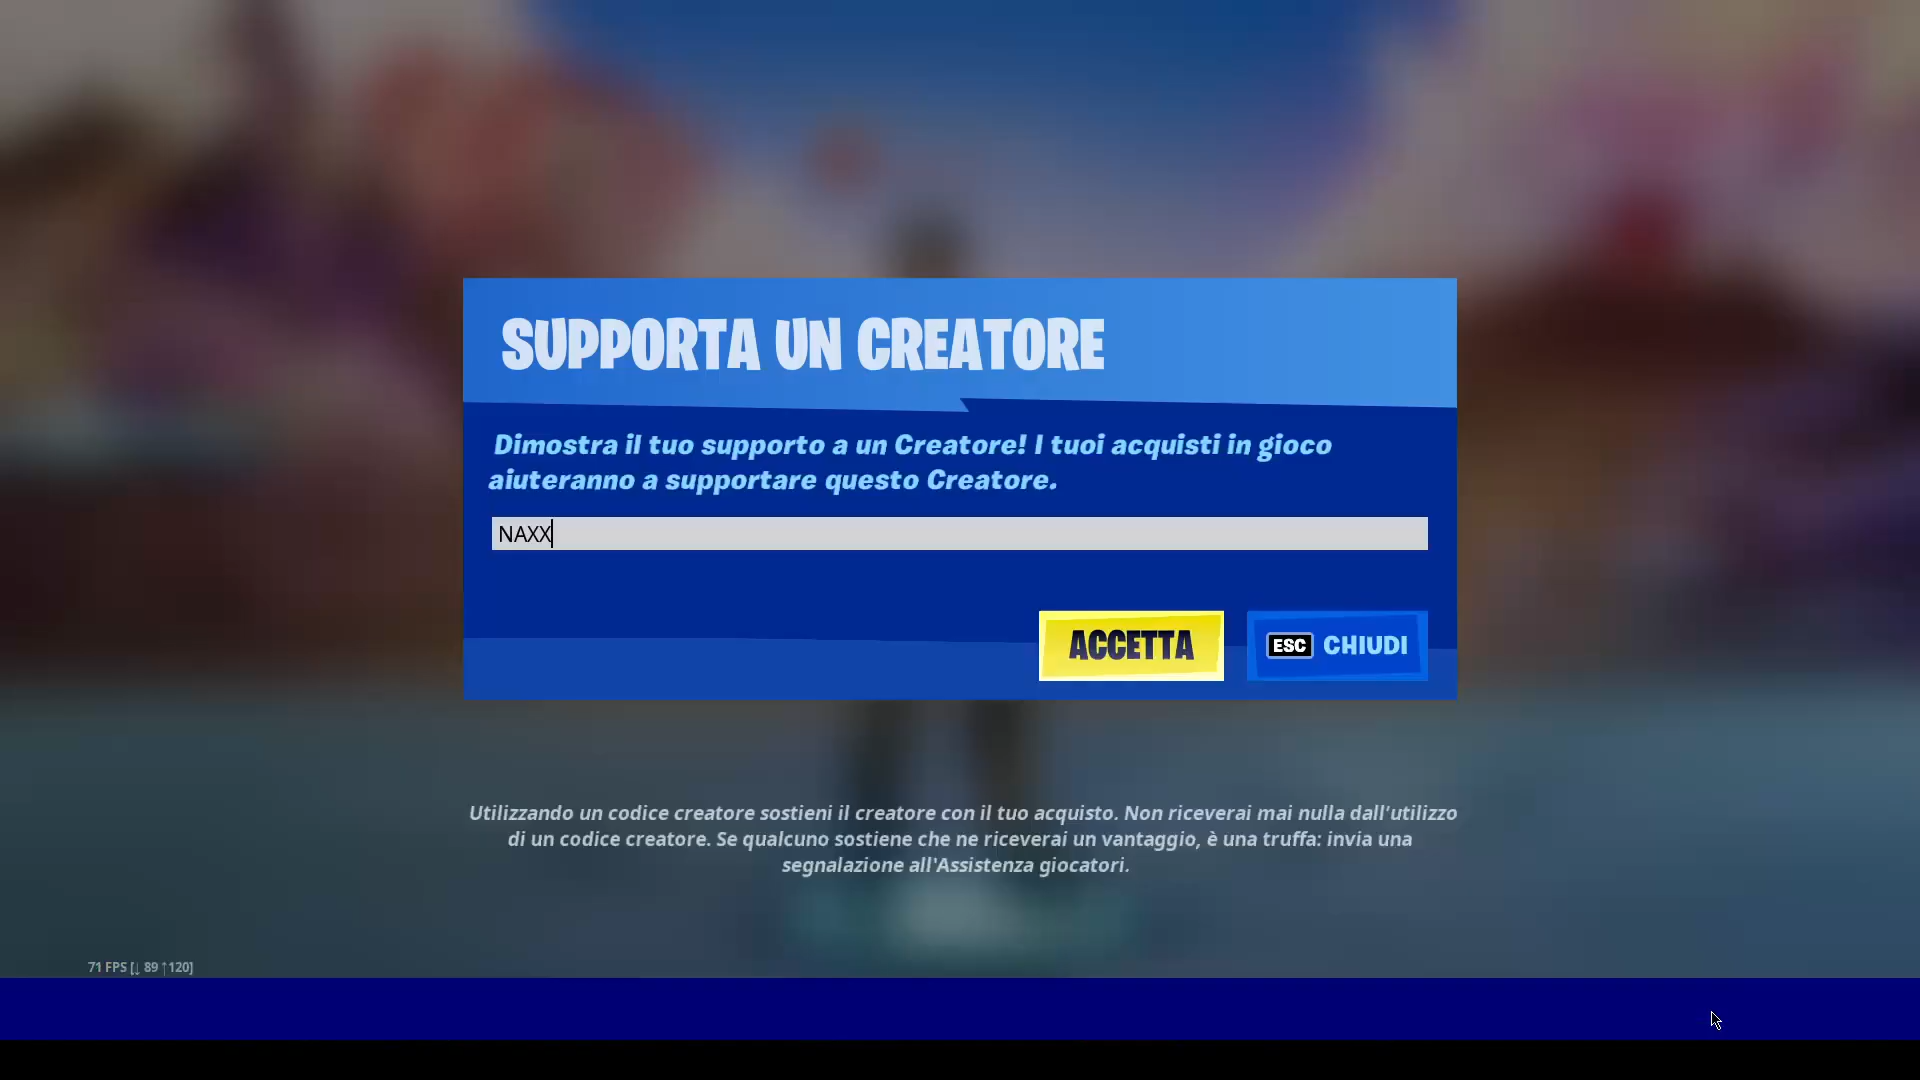 SUPPORTA UN CREATORE
Dimostra il tuo supporto a un Creatore! I tuoi acquisti in gioco
aiuteranno a supportare questo Creatore.
NAXX
ACCETTA
ESC CHIUDI
Utilizzando un codice creatore sostieni il creatore con il tuo acquisto. Non riceverai mai nulla dall'utilizzo
di un codice creatore. Se qualcuno sostiene che ne riceverai un vantaggio, è una truffa: invia una
segnalazione all'Assistenza giocatori.
71 FPS [↓ 89 ↑120]